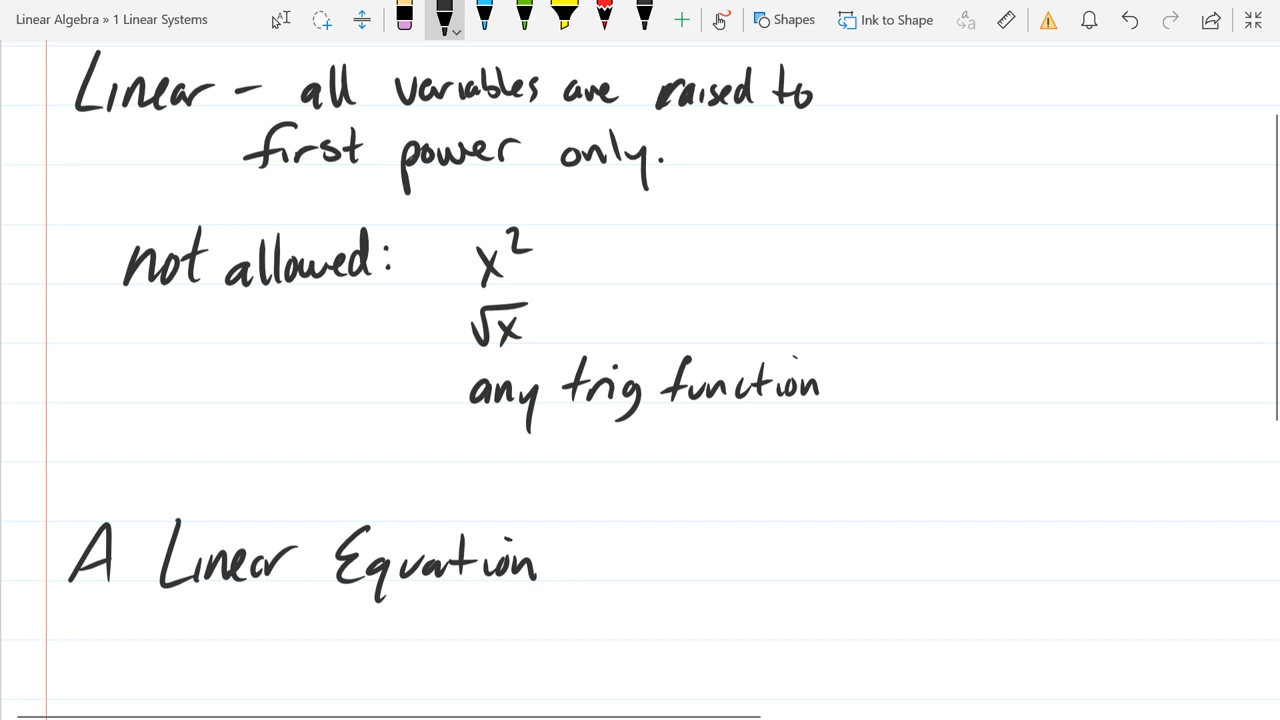 Linear Algebra » 1 Linear Systems
Shapes
Ink to Shape
Linear - all variables are raised to
first power only.
not allowed: x²
√x
any trig function
A Linear Equation